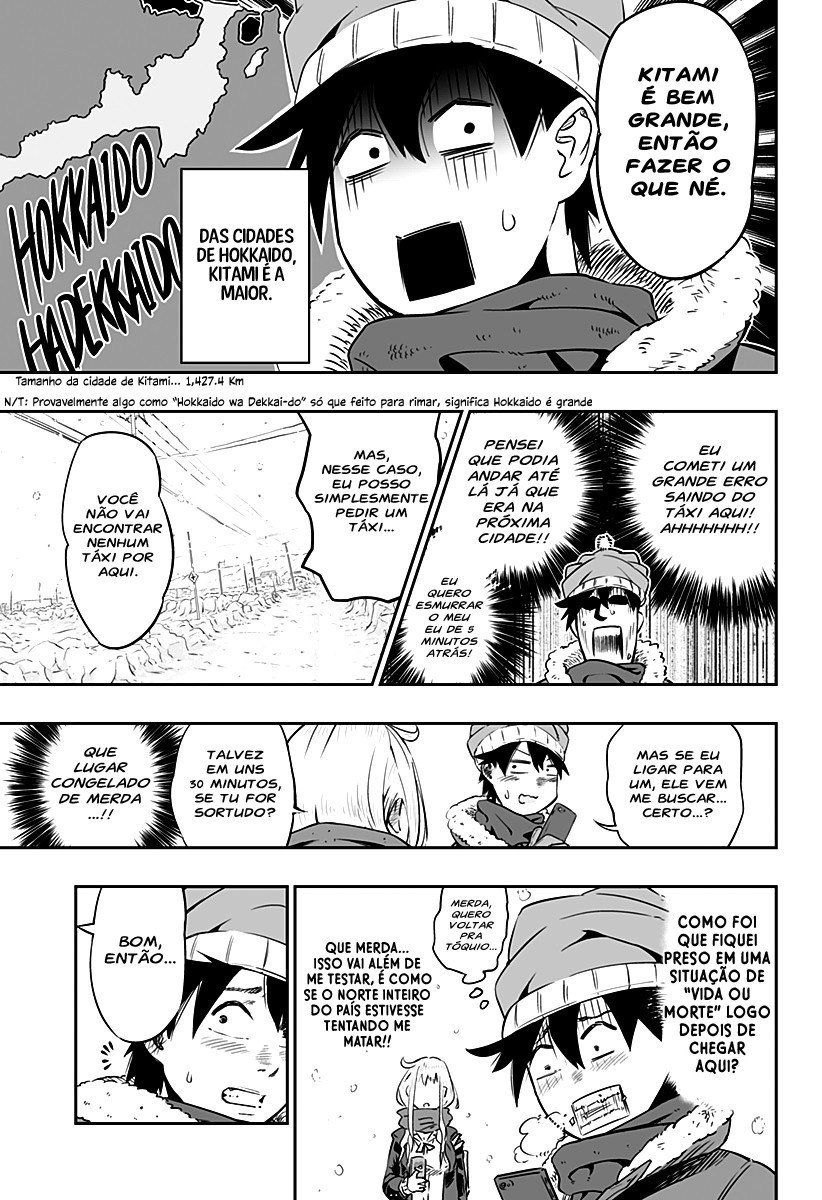 KITAMI
É BEM
GRANDE,
ENTÃO
FAZER O
QUE NÉ.
DAS CIDADES
DE HOKKAIDO,
KITAMI É A
MAIOR.
HOKKAIDO
HADEKKAIDO
Tamanho da cidade de Kitami... 1,427.4 Km
N/T: Provavelmente algo como "Hokkaido wa Dekkai-do" só que feito para rimar, significa Hokkaido é grande
EU
COMETI UM
GRANDE ERRO
SAINDO DO
TÁXI AQUI!
AHHHHHHH!!
PENSEI
QUE PODIA
ANDAR ATÉ
LÁ JÁ QUE
ERA NA
PRÓXIMA
CIDADE!!
EU
QUERO
ESMURRAR
O MEU
EU DE 5
MINUTOS
ATRÁS!
MAS,
NESSE CASO,
EU POSSO
SIMPLESMENTE
PEDIR UM
TÁXI...
VOCÊ
NÃO VAI
ENCONTRAR
NENHUM
TÁXI POR
AQUI.
MAS SE EU
LIGAR PARA
UM, ELE VEM
ME BUSCAR...
CERTO...?
TALVEZ
EM UNS
30 MINUTOS,
SE TU FOR
SORTUDO?
QUE
LUGAR
CONGELADO
DE MERDA
...!!
COMO FOI
QUE FIQUEI
PRESO EM UMA
SITUAÇÃO DE
"VIDA OU
MORTE" LOGO
DEPOIS DE
CHEGAR
AQUI?
MERDA,
QUERO
VOLTAR
PRA
TÓQUIO...
QUE MERDA...
ISSO VAI ALÉM DE
ME TESTAR, É COMO
SE O NORTE INTEIRO
DO PAÍS ESTIVESSE
TENTANDO ME
MATAR!!
BOM,
ENTÃO...